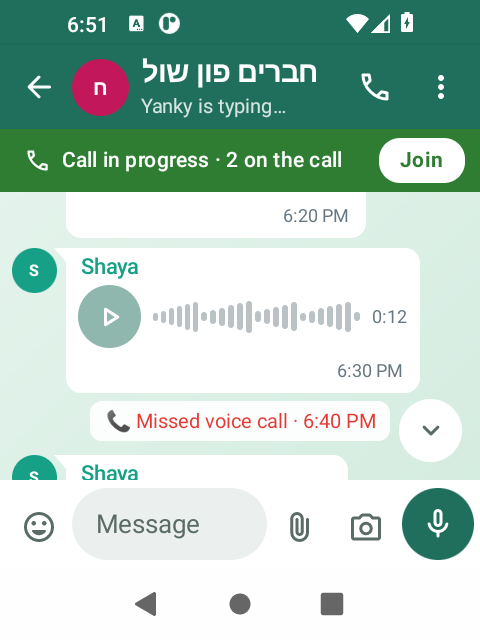 6:51 A
חברים פון שול
ח
Yanky is typing...
Call in progress · 2 on the call
Join
6:20 PM
S
Shaya
0:12
6:30 PM
Missed voice call · 6:40 PM
S
Shaya
Message